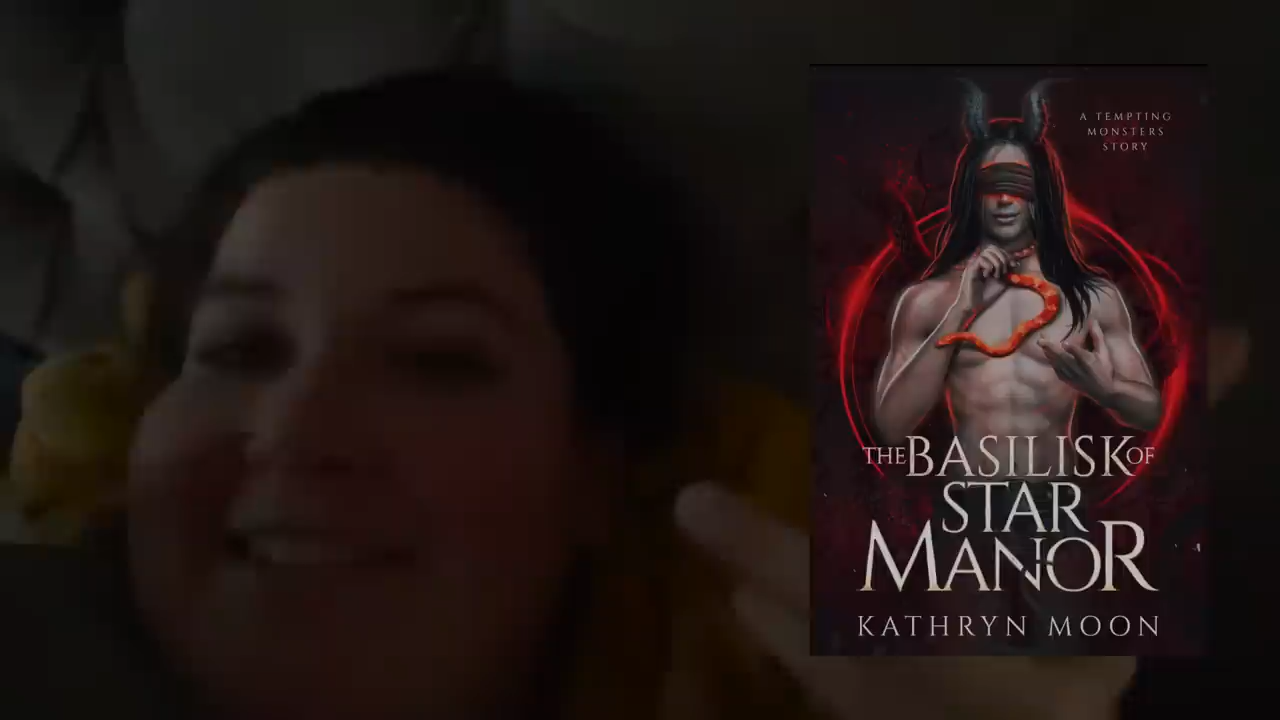 A TEMPTING
MONSTERS
STORY
THE BASILISK OF
STAR
MANOR
KATHRYN MOON